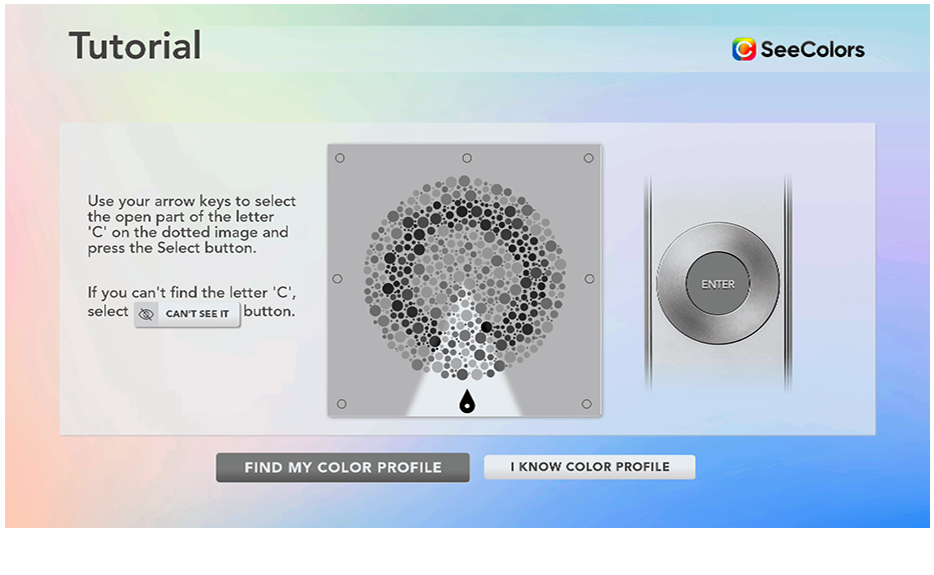 Tutorial
SeeColors
Use your arrow keys to select
the open part of the letter
'C' on the dotted image and
press the Select button.
If you can't find the letter 'C',
select CAN'T SEE IT button.
ENTER
FIND MY COLOR PROFILE
I KNOW COLOR PROFILE